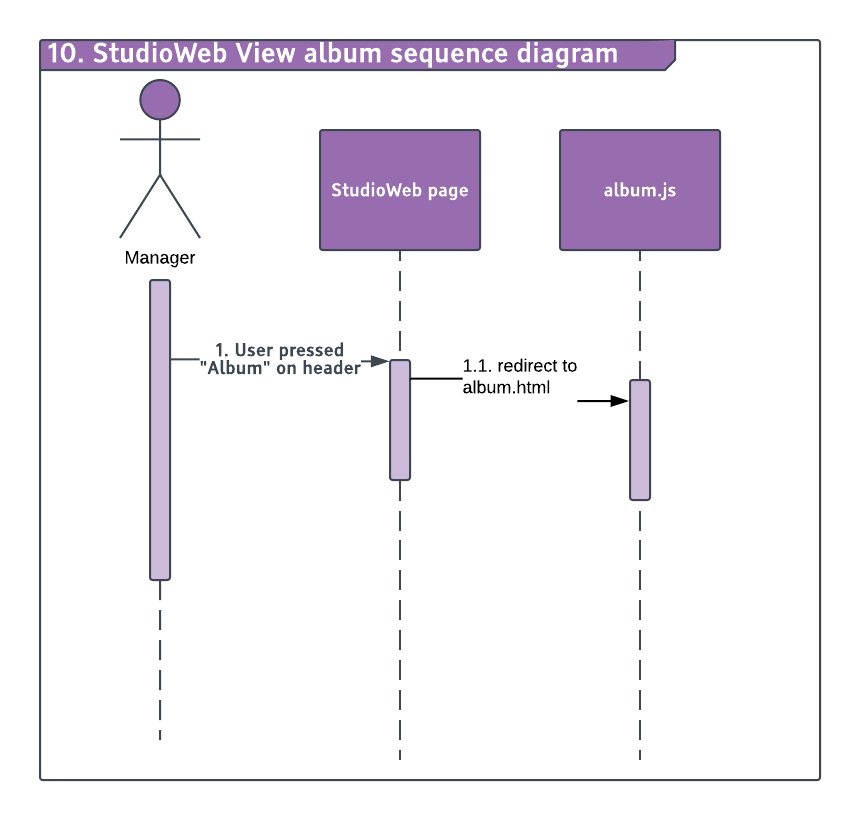 10. StudioWeb View album sequence diagram
StudioWeb page
album.js
Manager
1. User pressed
"Album" on header
1.1. redirect to
album.html